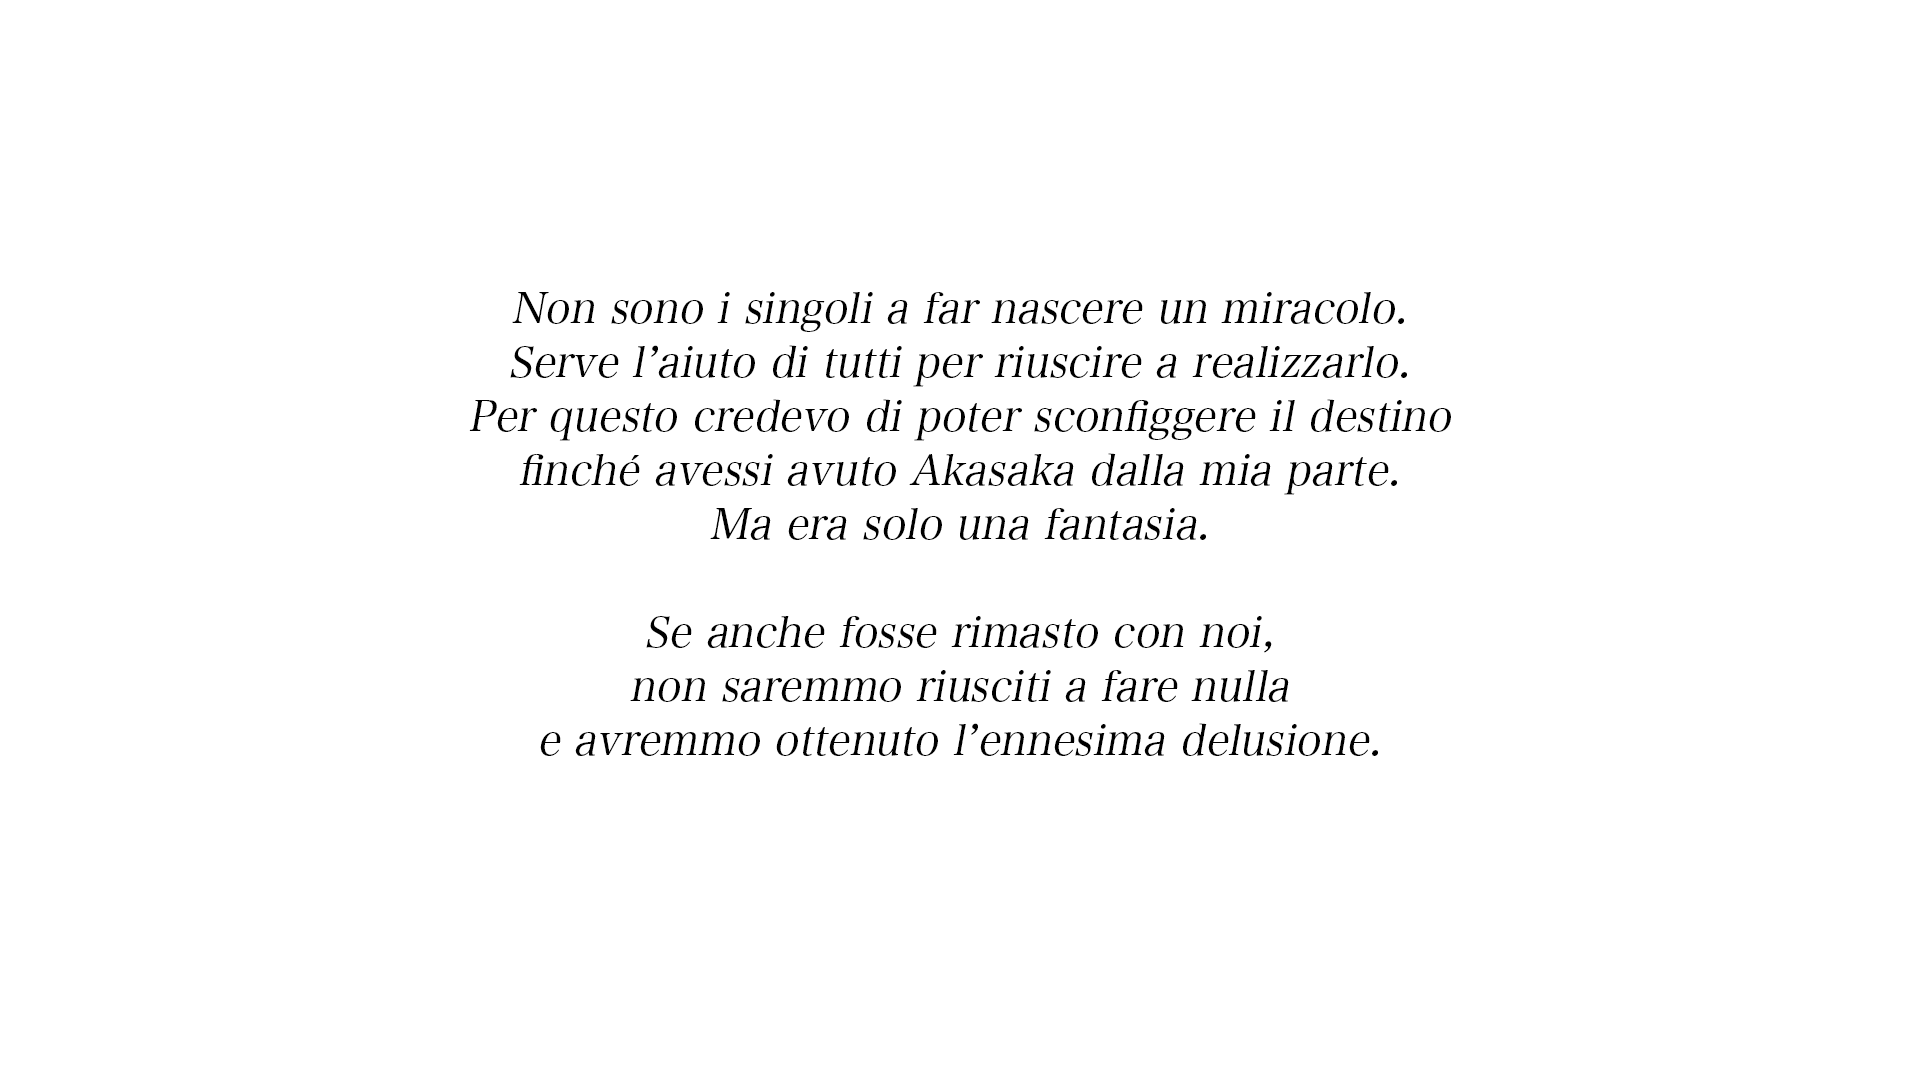 Non sono i singoli a far nascere un miracolo.
Serve l’aiuto di tutti per riuscire a realizzarlo.
Per questo credevo di poter sconfiggere il destino
finché avessi avuto Akasaka dalla mia parte.
Ma era solo una fantasia.
Se anche fosse rimasto con noi,
non saremmo riusciti a fare nulla
e avremmo ottenuto l’ennesima delusione.